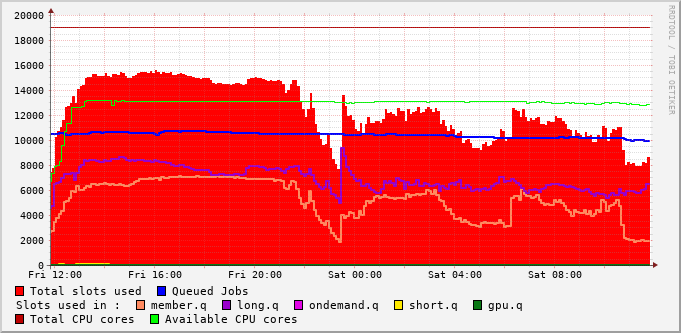 20000
18000
16000
14000
12000
10000
8000
6000
4000
2000
0
Fri 12:00 Fri 16:00 Fri 20:00 Sat 00:00 Sat 04:00 Sat 08:00
Total slots used Queued Jobs
Slots used in : member.q long.q ondemand.q short.q gpu.q
Total CPU cores Available CPU cores
RRDTOOL / TOBI OETIKER